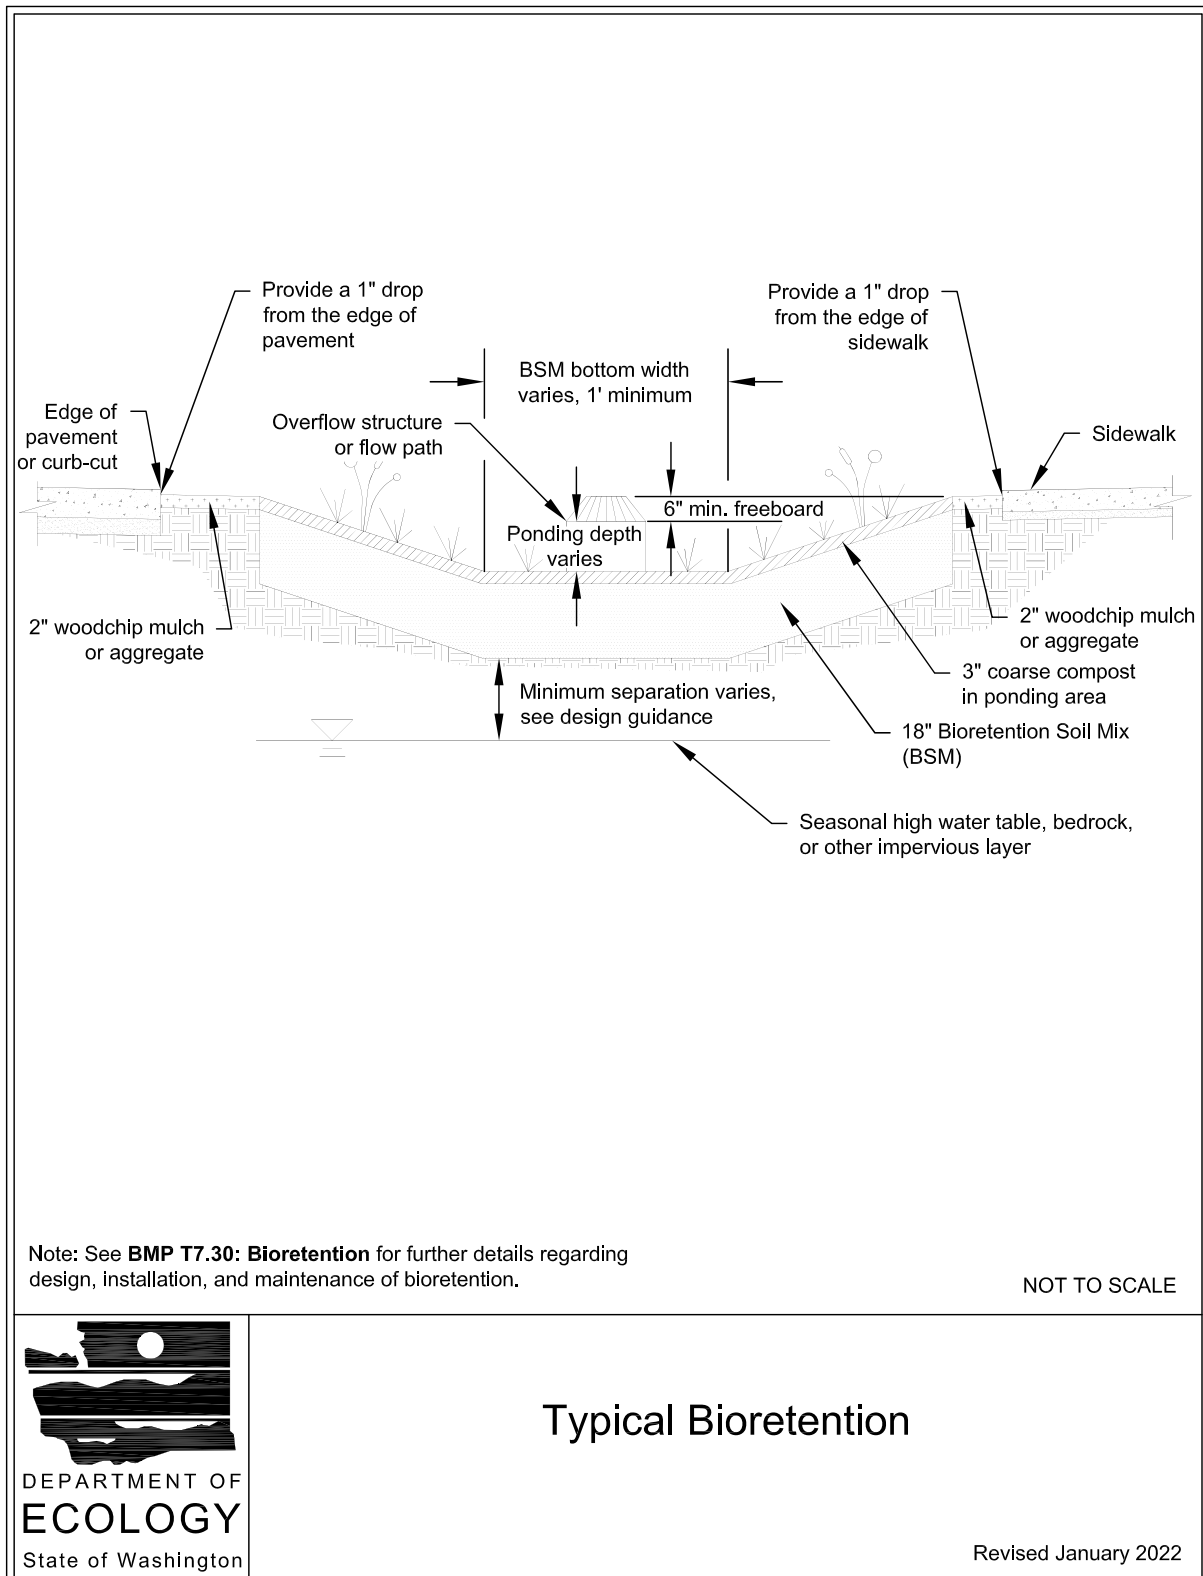 Provide a 1" drop
from the edge of
pavement
Provide a 1" drop
from the edge of
sidewalk
BSM bottom width
varies, 1' minimum
Edge of
pavement
or curb-cut
Overflow structure
or flow path
Sidewalk
6" min. freeboard
Ponding depth
varies
2" woodchip mulch
or aggregate
2" woodchip mulch
or aggregate
3" coarse compost
in ponding area
Minimum separation varies,
see design guidance
18" Bioretention Soil Mix
(BSM)
Seasonal high water table, bedrock,
or other impervious layer
Note: See BMP T7.30: Bioretention for further details regarding
design, installation, and maintenance of bioretention.
NOT TO SCALE
DEPARTMENT OF
ECOLOGY
State of Washington
Typical Bioretention
Revised January 2022